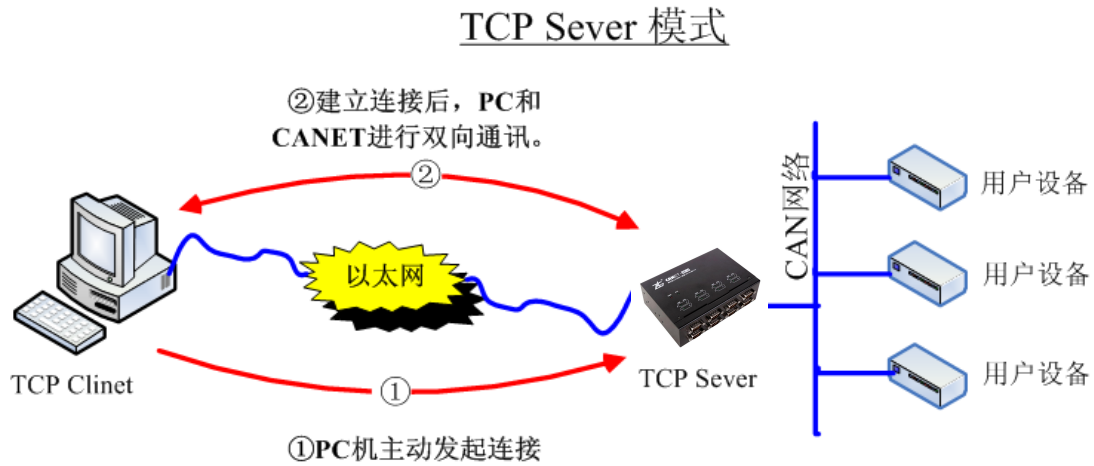 TCP Sever 模式
②建立连接后，PC和
CANET进行双向通讯。
②
CAN网络
用户设备
以太网
用户设备
用户设备
TCP Clinet
TCP Sever
①
①PC机主动发起连接